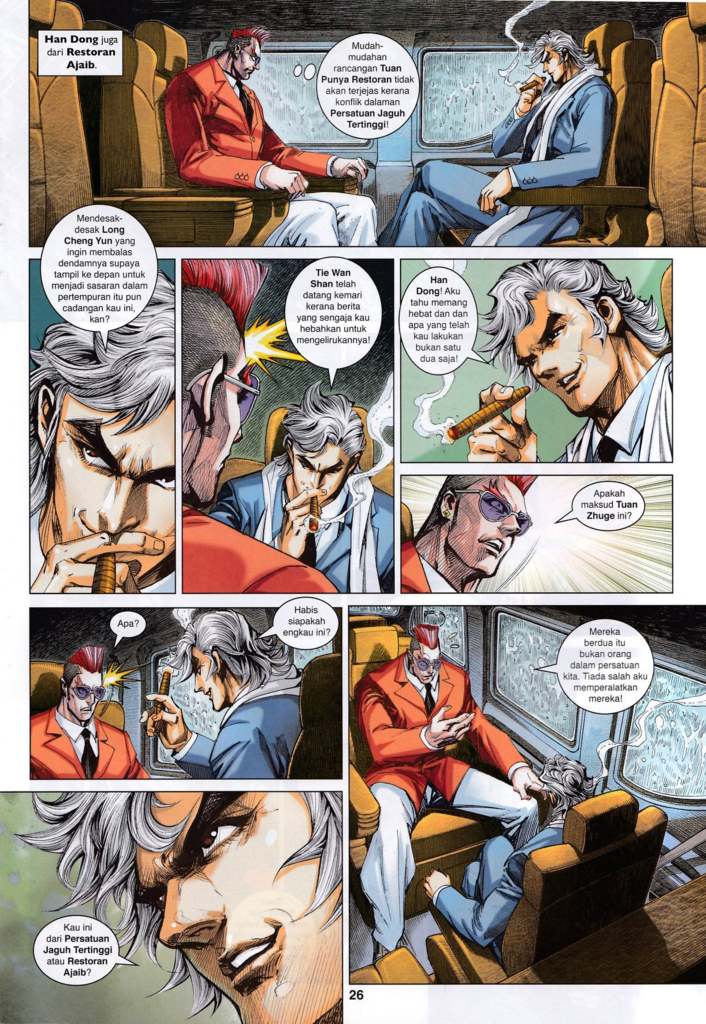 Han Dong juga
dari Restoran
Ajaib.
Mudah-
mudahan
rancangan Tuan
Punya Restoran tidak
akan terjejas kerana
konflik dalaman
Persatuan Jaguh
Tertinggi!
Mendesak-
desak Long
Cheng Yun yang
ingin membalas
dendamnya supaya
tampil ke depan untuk
menjadi sasaran dalam
pertempuran itu pun
cadangan kau ini,
kan?
Tie Wan
Shan telah
datang kemari
kerana berita
yang sengaja kau
hebahkan untuk
mengelirukannya!
Han
Dong! Aku
tahu memang
hebat dan dan
apa yang telah
kau lakukan
bukan satu
dua saja!
Apakah
maksud Tuan
Zhuge ini?
Apa?
Habis
siapakah
engkau ini?
Mereka
berdua itu
bukan orang
dalam persatuan
kita. Tiada salah aku
memperalatkan
mereka!
Kau ini
dari Persatuan
Jaguh Tertinggi
atau Restoran
Ajaib?
26